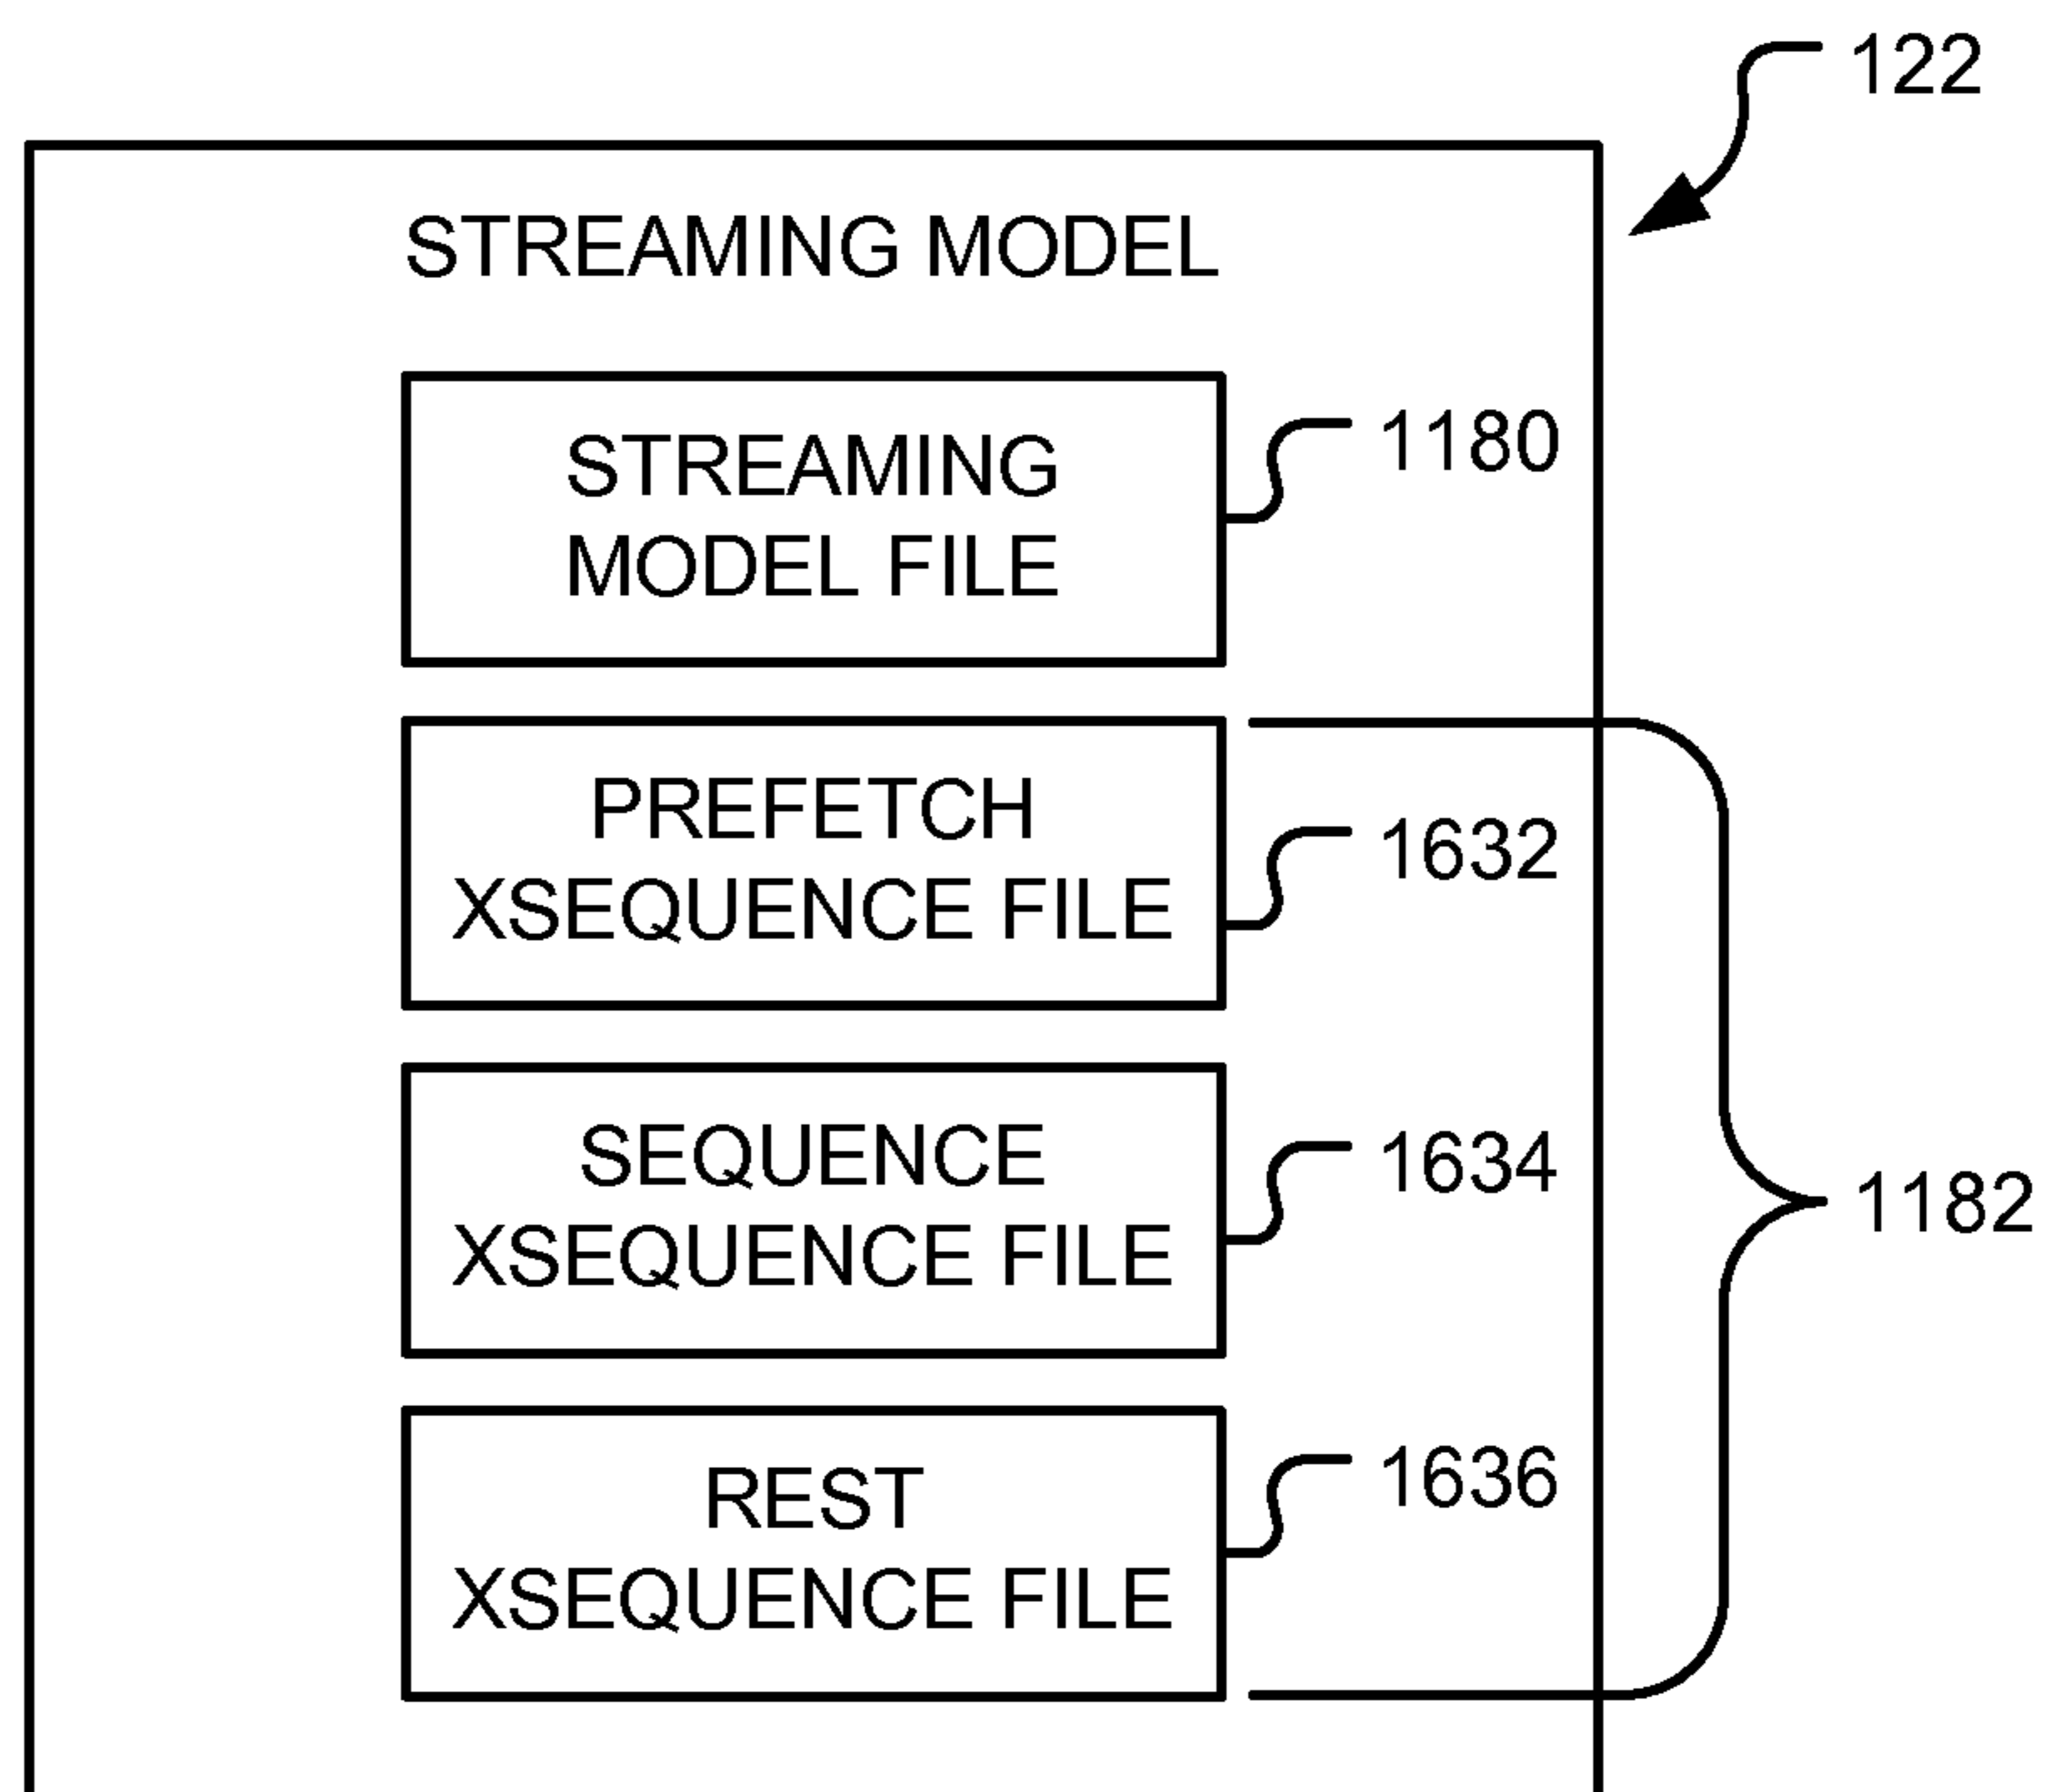 122
STREAMING MODEL
STREAMING
MODEL FILE
1180
PREFETCH
XSEQUENCE FILE
1632
SEQUENCE
XSEQUENCE FILE
1634
1182
REST
XSEQUENCE FILE
1636